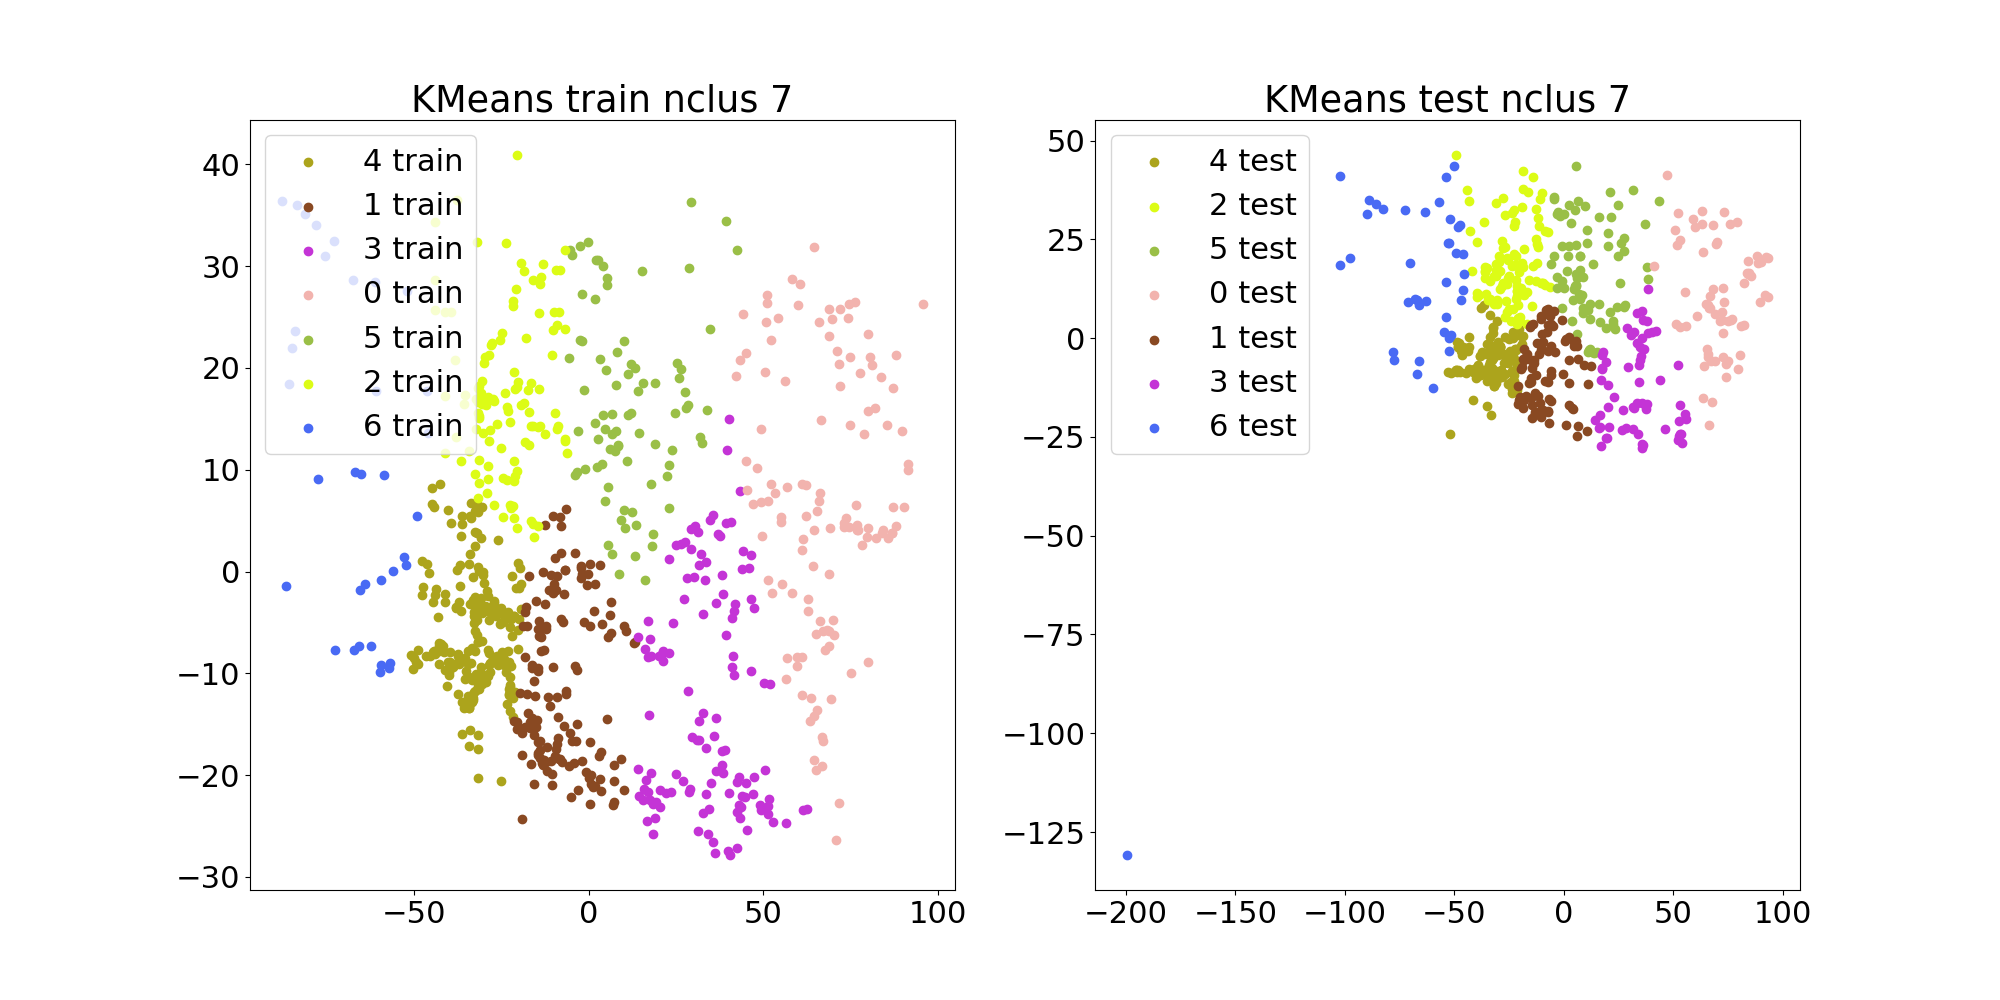 KMeans train nclus 7
40
30
20
10
0
−10
−20
−30
−50
0
50
100
4 train
1 train
3 train
0 train
5 train
2 train
6 train
KMeans test nclus 7
50
25
0
−25
−50
−75
−100
−125
−200
−150
−100
−50
0
50
100
4 test
2 test
5 test
0 test
1 test
3 test
6 test